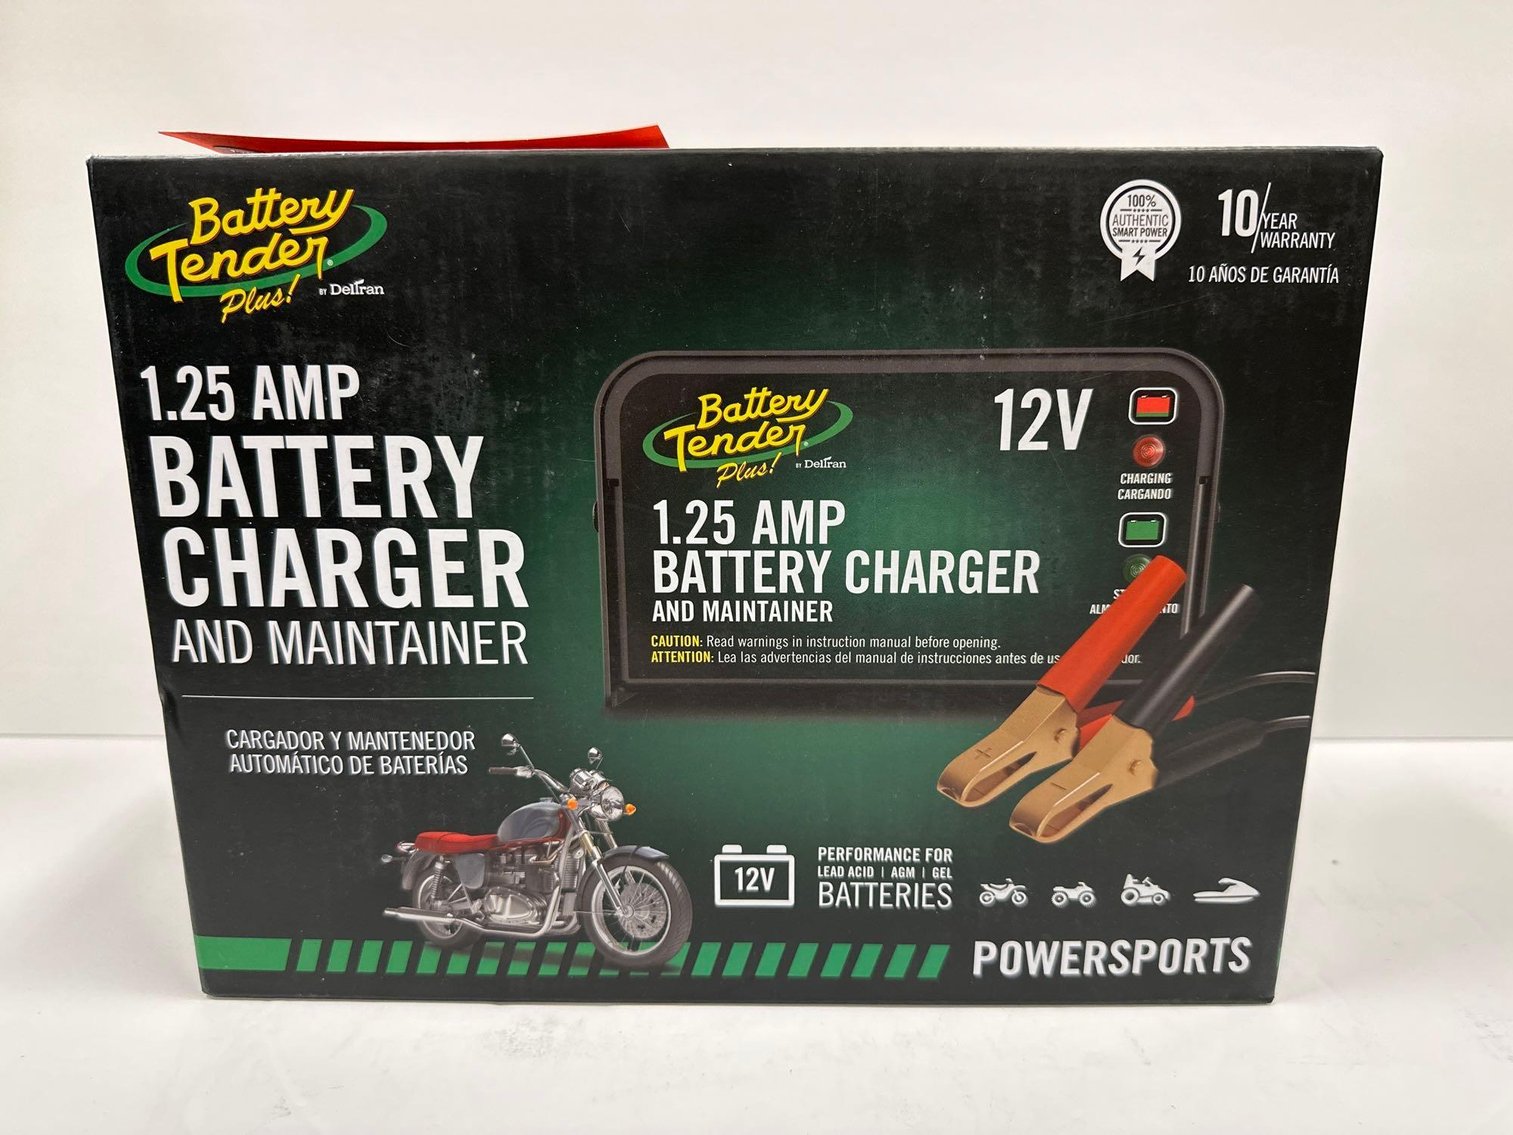 Battery
Tender®
Plus! BY Deltran
1.25 AMP
BATTERY
CHARGER
AND MAINTAINER
CARGADOR Y MANTENEDOR
AUTOMÁTICO DE BATERÍAS
100%
AUTHENTIC
SMART POWER
10/YEAR
WARRANTY
10 AÑOS DE GARANTÍA
Battery
Tender®
Plus! BY Deltran
12V
1.25 AMP
BATTERY CHARGER
AND MAINTAINER
CAUTION: Read warnings in instruction manual before opening.
ATTENTION: Lea las advertencias del manual de instrucciones antes de
CHARGING
CARGANDO
+
-
12V
PERFORMANCE FOR
LEAD ACID | AGM | GEL
BATTERIES
POWERSPORTS